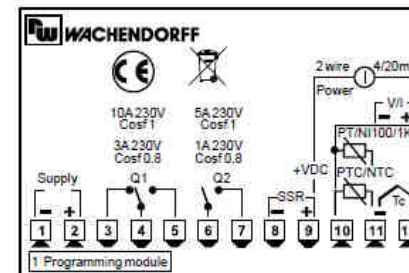 WACHENDORFF
CE
2 wire 4/20m
Power
V/I
- +
10A 230V 5A 230V
Cosf 1 Cosf 1
3A 230V 1A 230V
Cosf 0.8 Cosf 0.8
PT/NI100/1K
PTC/NTC
+VDC
Supply Q1 Q2
SSR
- + - + - Tc
1 2 3 4 5 6 7 8 9 10 11 1
1 Programming module